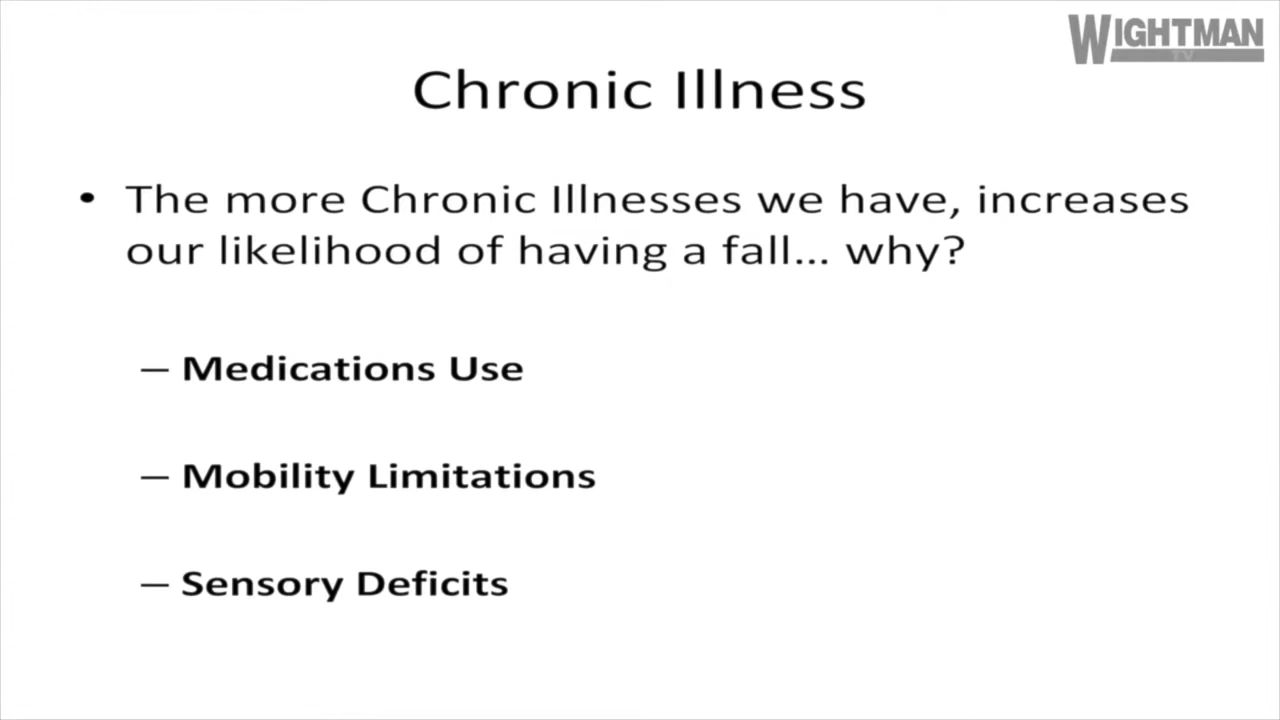 WIGHTMAN
TV
Chronic Illness
• The more Chronic Illnesses we have, increases
our likelihood of having a fall... why?
– Medications Use
– Mobility Limitations
– Sensory Deficits